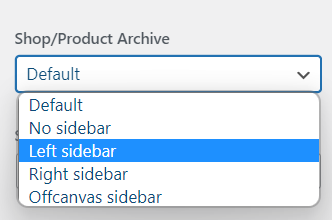 Shop/Product Archive
Default
Default
No sidebar
Left sidebar
Right sidebar
Offcanvas sidebar